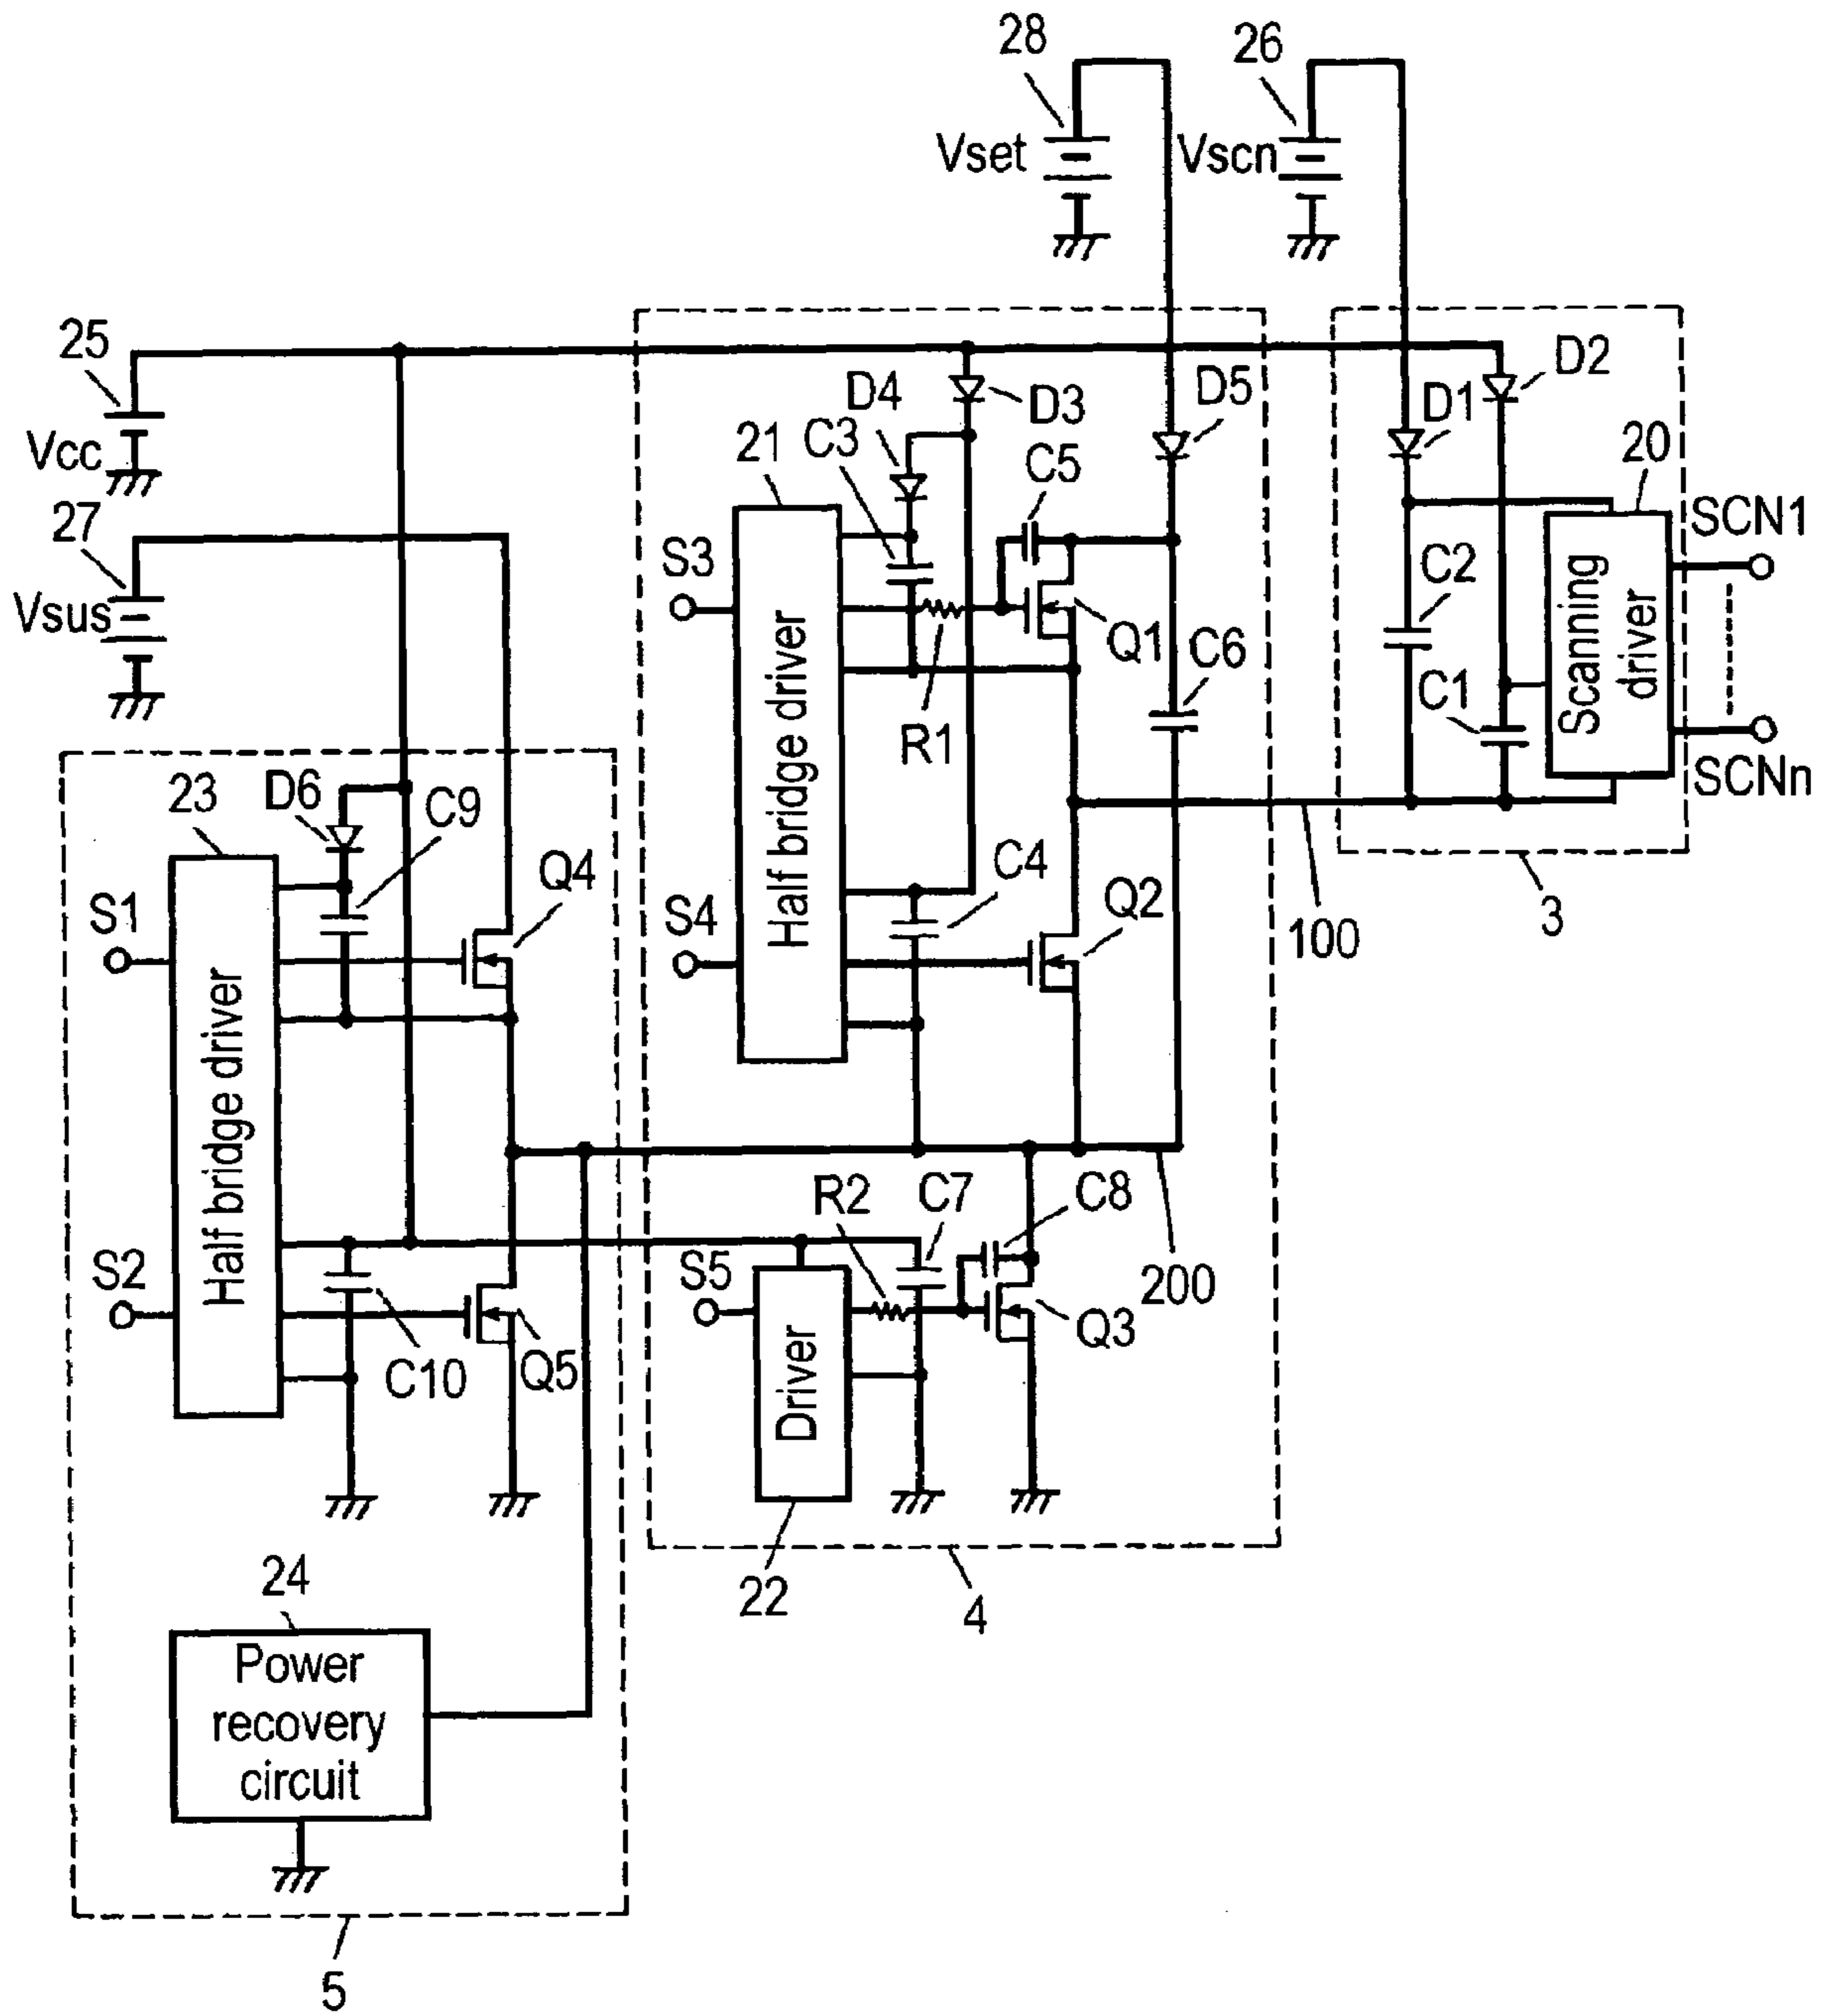 28
26
Vset
Vscn
25
Vcc
27
Vsus
D4
D3
D5
D1
D2
21
C3
C5
20
SCN1
S3
Half bridge driver
R1
Q1
C6
C2
C1
Scanning
driver
SCNn
23
D6
C9
Q4
S1
S4
C4
Q2
100
3
Half bridge driver
S2
C10
Q5
R2
C7
C8
S5
Driver
Q3
200
22
4
24
Power
recovery
circuit
5